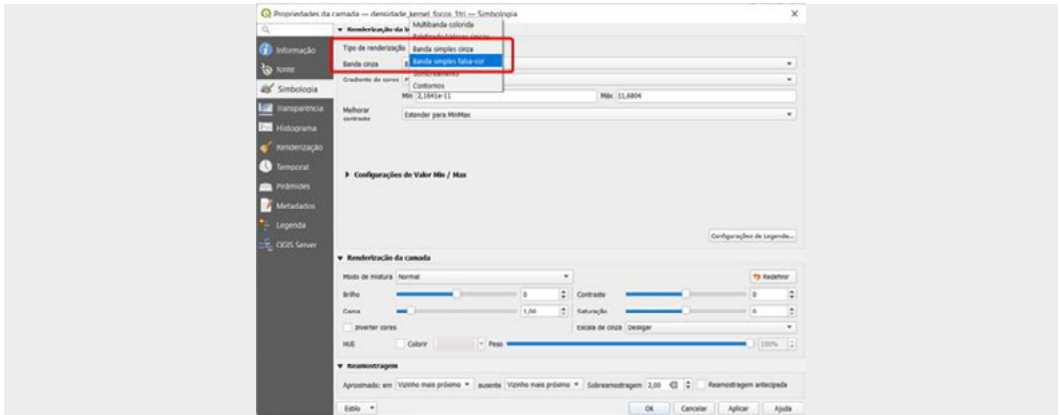 Propriedades da camada — densidade_kernel_focos_1tri — Simbologia
Renderização da b
Multibanda colorida
Informação
Tipo de renderização
Banda simples cinza
Banda cinza
Banda simples falsa-cor
fonte
Gradiente de cores
Sombreamento
Simbologia
Contornos
Mín 2,1641e-11
Máx 11,6804
Transparência
Melhorar contraste
Estender para MinMax
Histograma
Renderização
Temporal
Configurações de Valor Min / Max
Pirâmides
Metadados
Legenda
Configurações de Legenda...
QGIS Server
Renderização da camada
Modo de mistura Normal
Redefinir
Brilho 0 Contraste 0
Gama 1,00 Saturação 0
Inverter cores Escala de cinza Desligar
HUE Colorir Peso 100%
Reamostragem
Aproximado: em Vizinho mais próximo ausente Vizinho mais próximo Sobreamostragem 2,00 Reamostragem antecipada
Estilo OK Cancelar Aplicar Ajuda